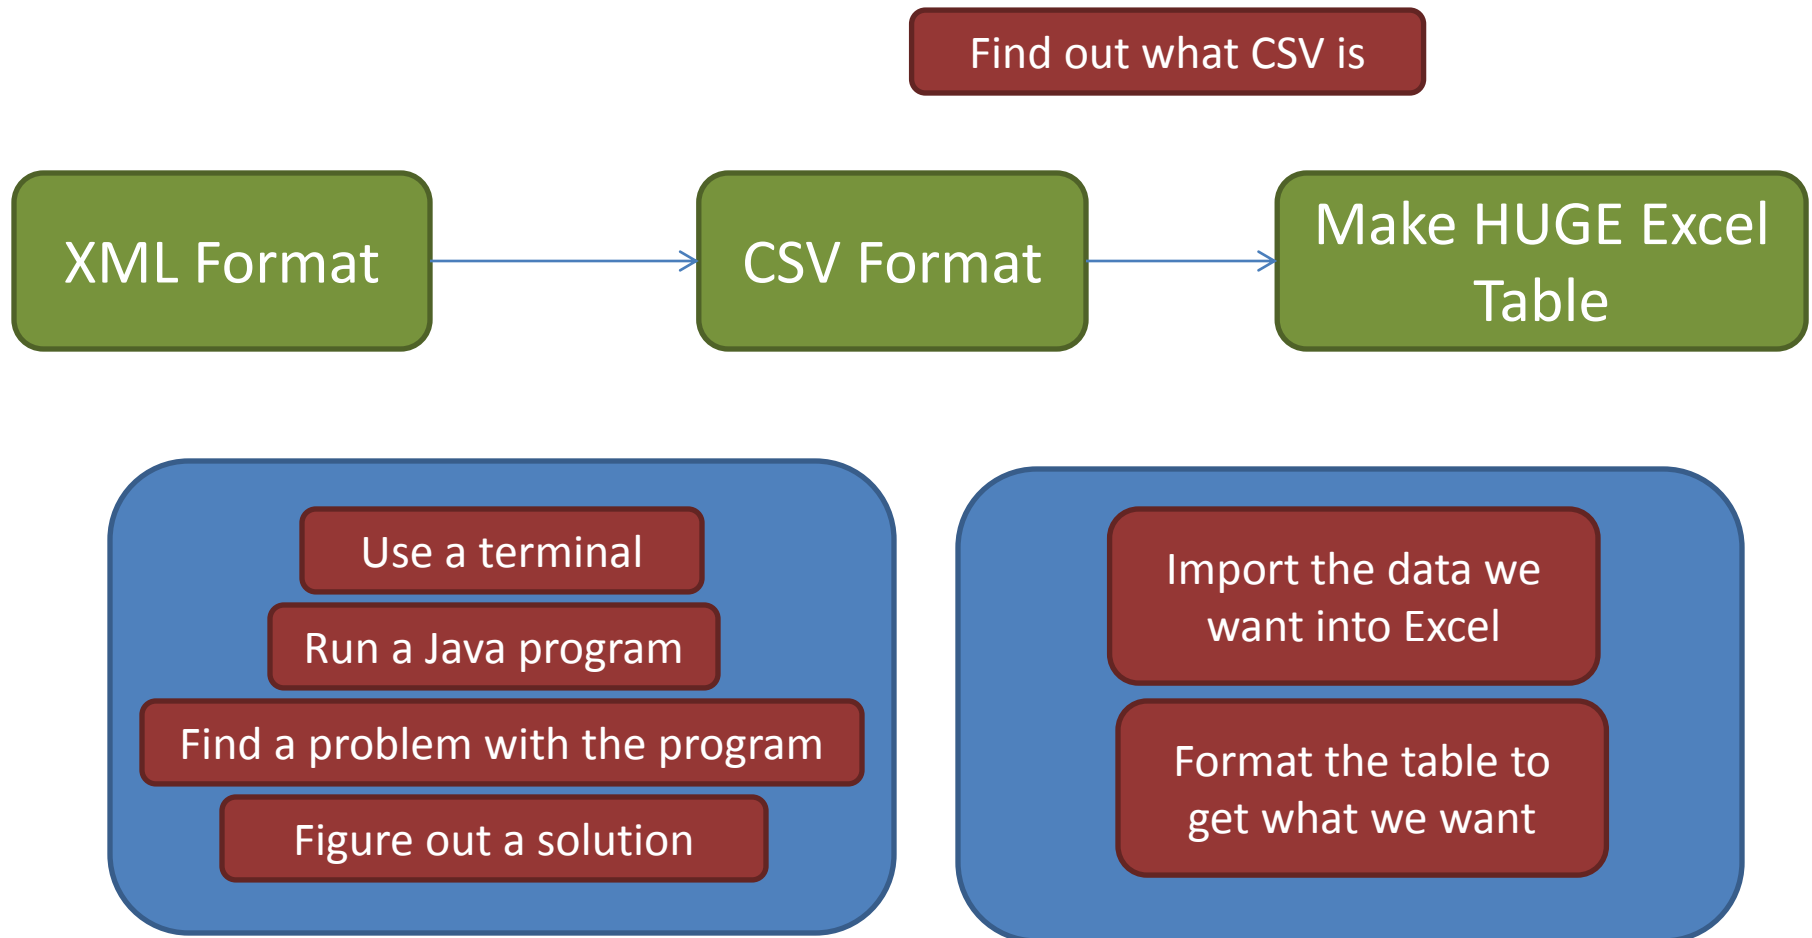 Find out what CSV is
XML Format
CSV Format
Make HUGE Excel
Table
Use a terminal
Run a Java program
Find a problem with the program
Figure out a solution
Import the data we
want into Excel
Format the table to
get what we want